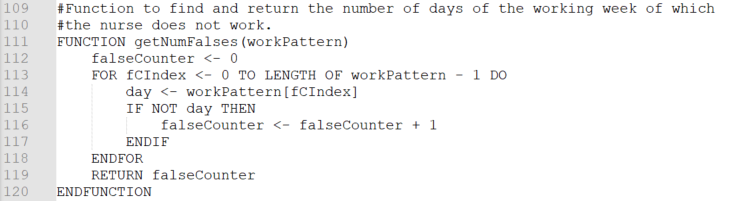 109 #Function to find and return the number of days of the working week of which
110 #the nurse does not work.
111 FUNCTION getNumFalses(workPattern)
112     falseCounter <- 0
113     FOR fCIndex <- 0 TO LENGTH OF workPattern - 1 DO
114         day <- workPattern[fCIndex]
115         IF NOT day THEN
116             falseCounter <- falseCounter + 1
117         ENDIF
118     ENDFOR
119     RETURN falseCounter
120 ENDFUNCTION